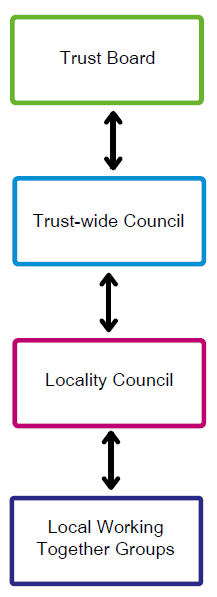 Trust Board
Trust-wide Council
Locality Council
Local Working
Together Groups